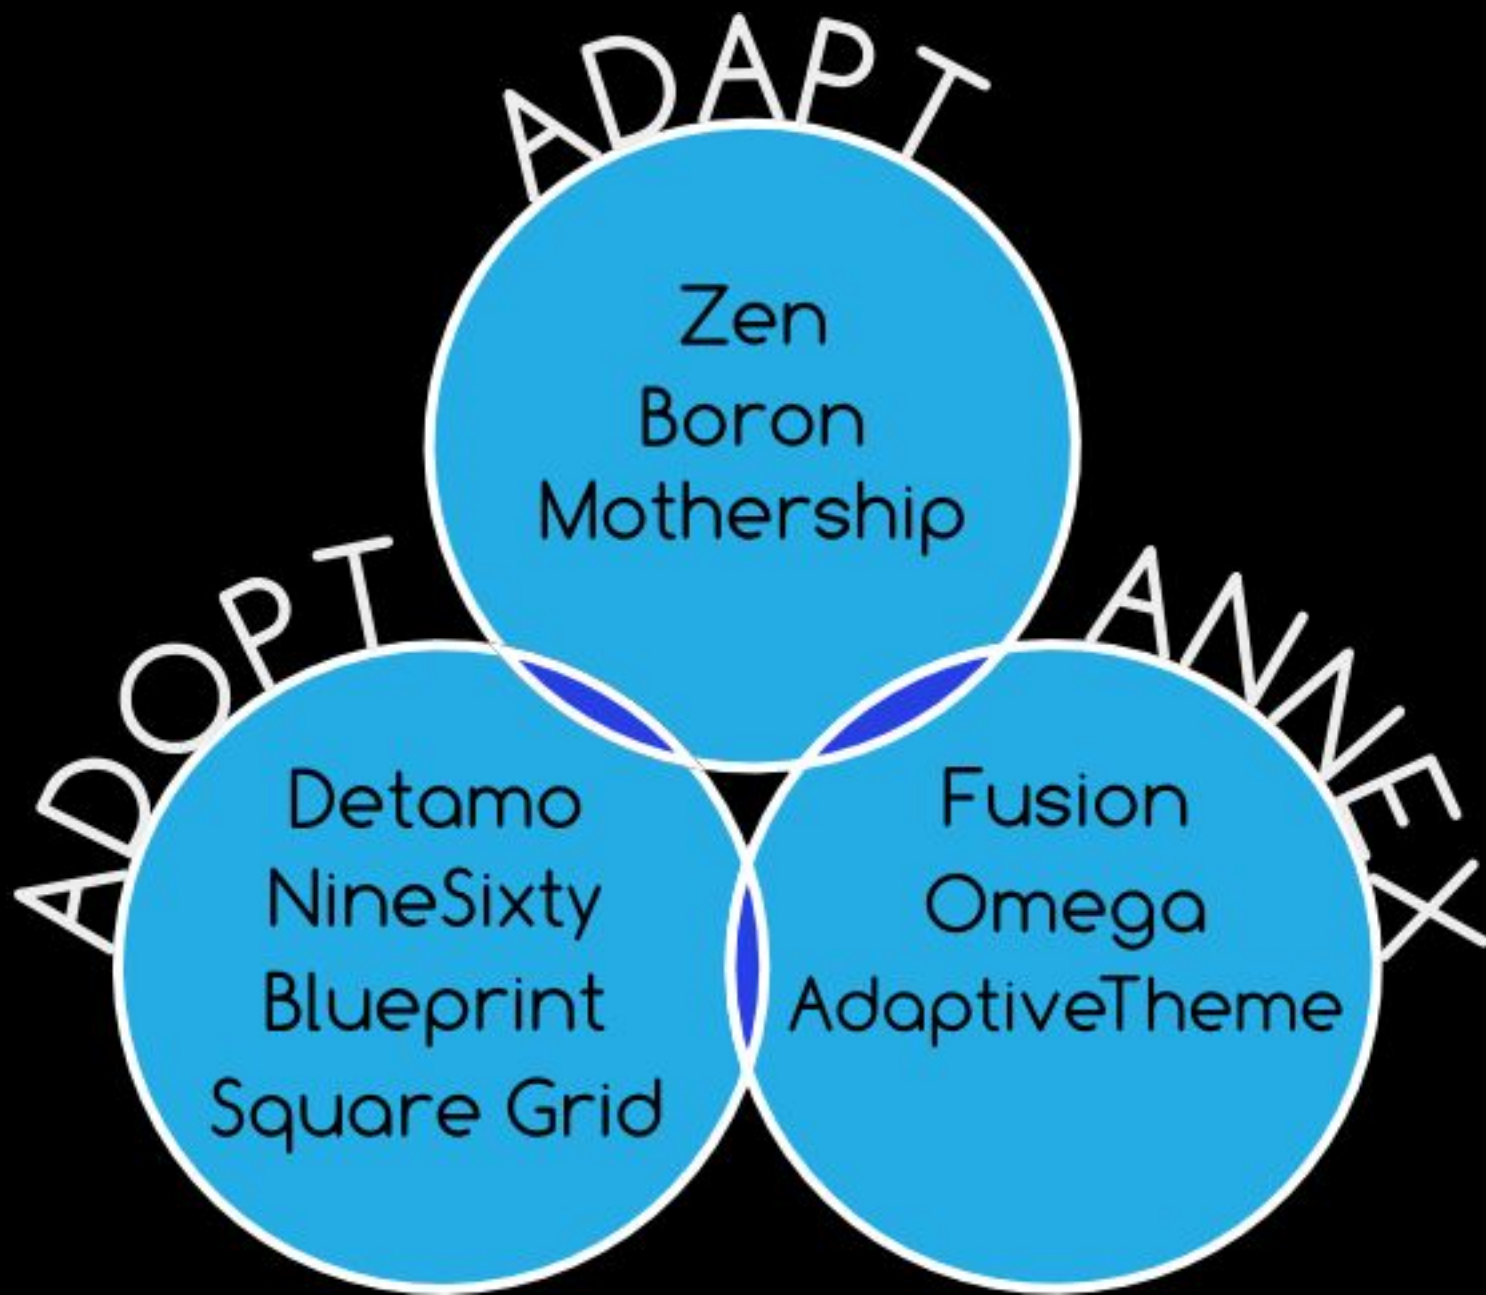 ADAPT
Zen
Boron
Mothership
ADOPT
Detamo
NineSixty
Blueprint
Square Grid
ANNEX
Fusion
Omega
AdaptiveTheme